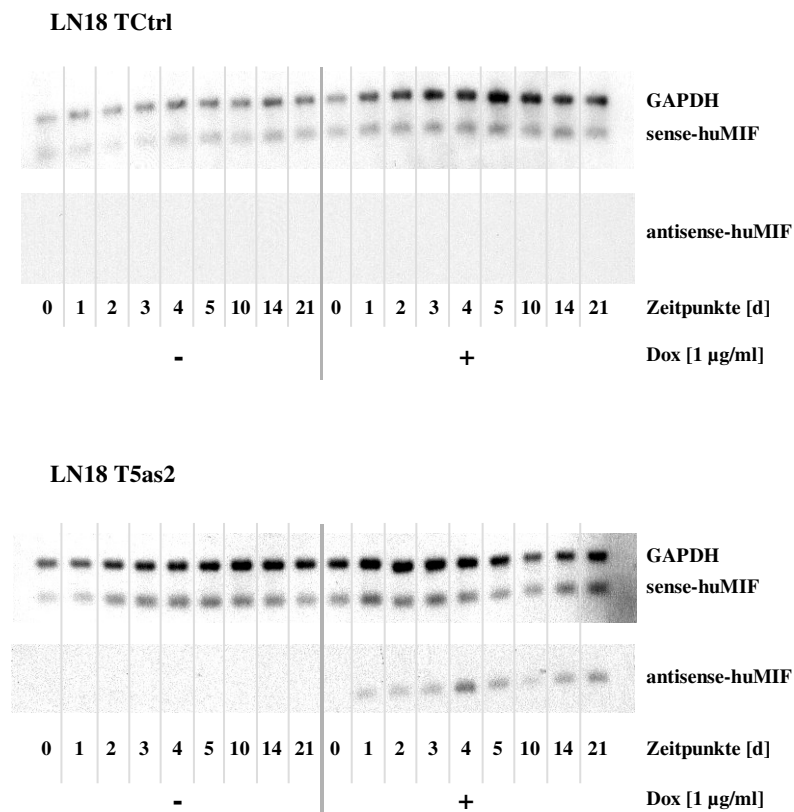 LN18 TCtrl
GAPDH
sense-huMIF
antisense-huMIF
0 1 2 3 4 5 10 14 21 0 1 2 3 4 5 10 14 21 Zeitpunkte [d]
- + Dox [1 µg/ml]
LN18 T5as2
GAPDH
sense-huMIF
antisense-huMIF
0 1 2 3 4 5 10 14 21 0 1 2 3 4 5 10 14 21 Zeitpunkte [d]
- + Dox [1 µg/ml]